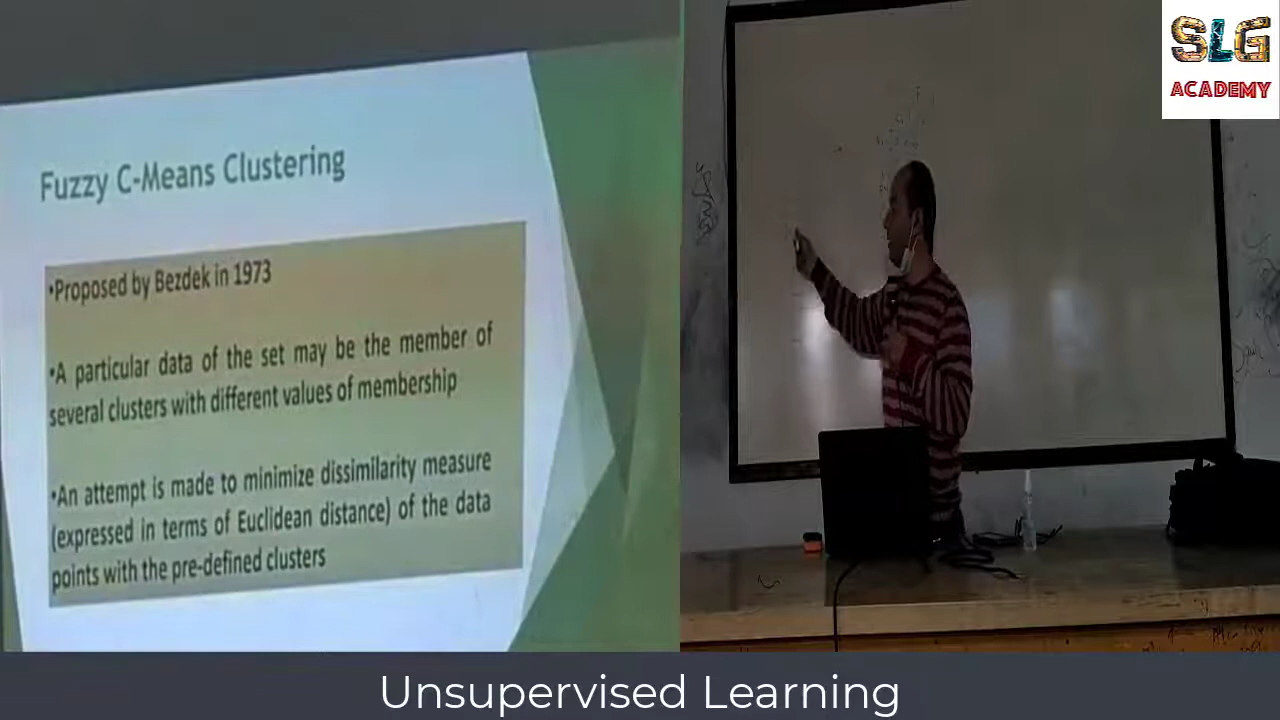 Fuzzy C-Means Clustering
•Proposed by Bezdek in 1973
•A particular data of the set may be the member of
several clusters with different values of membership
•An attempt is made to minimize dissimilarity measure
(expressed in terms of Euclidean distance) of the data
points with the pre-defined clusters
SLG
ACADEMY
Unsupervised Learning